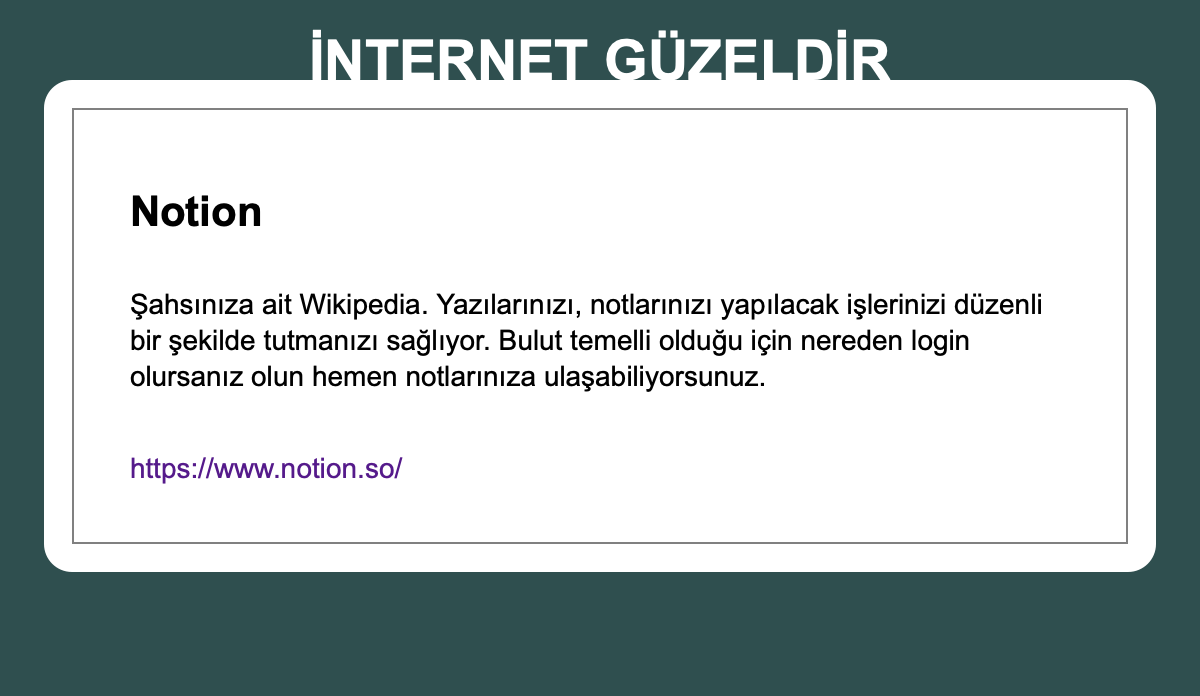 İNTERNET GÜZELDİR
Notion
Şahsınıza ait Wikipedia. Yazılarınızı, notlarınızı yapılacak işlerinizi düzenli
bir şekilde tutmanızı sağlıyor. Bulut temelli olduğu için nereden login
olursanız olun hemen notlarınıza ulaşabiliyorsunuz.
https://www.notion.so/